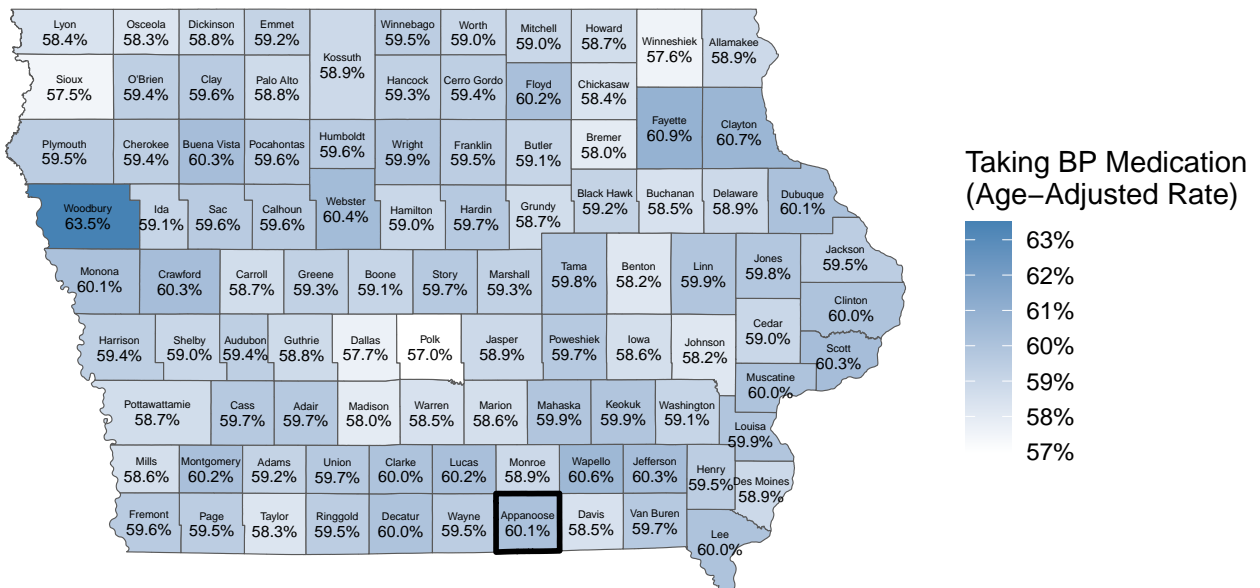 Lyon
58.4%
Osceola
58.3%
Dickinson
58.8%
Emmet
59.2%
Kossuth
58.9%
Winnebago
59.5%
Worth
59.0%
Mitchell
59.0%
Howard
58.7%
Winneshiek
57.6%
Allamakee
58.9%
Sioux
57.5%
O'Brien
59.4%
Clay
59.6%
Palo Alto
58.8%
Hancock
59.3%
Cerro Gordo
59.4%
Floyd
60.2%
Chickasaw
58.4%
Plymouth
59.5%
Cherokee
59.4%
Buena Vista
60.3%
Pocahontas
59.6%
Humboldt
59.6%
Wright
59.9%
Franklin
59.5%
Butler
59.1%
Bremer
58.0%
Fayette
60.9%
Clayton
60.7%
Woodbury
63.5%
Ida
59.1%
Sac
59.6%
Calhoun
59.6%
Webster
60.4%
Hamilton
59.0%
Hardin
59.7%
Grundy
58.7%
Black Hawk
59.2%
Buchanan
58.5%
Delaware
58.9%
Dubuque
60.1%
Monona
60.1%
Crawford
60.3%
Carroll
58.7%
Greene
59.3%
Boone
59.1%
Story
59.7%
Marshall
59.3%
Tama
59.8%
Benton
58.2%
Linn
59.9%
Jones
59.8%
Jackson
59.5%
Clinton
60.0%
Harrison
59.4%
Shelby
59.0%
Audubon
59.4%
Guthrie
58.8%
Dallas
57.7%
Polk
57.0%
Jasper
58.9%
Poweshiek
59.7%
Iowa
58.6%
Johnson
58.2%
Cedar
59.0%
Scott
60.3%
Muscatine
60.0%
Pottawattamie
58.7%
Cass
59.7%
Adair
59.7%
Madison
58.0%
Warren
58.5%
Marion
58.6%
Mahaska
59.9%
Keokuk
59.9%
Washington
59.1%
Louisa
59.9%
Mills
58.6%
Montgomery
60.2%
Adams
59.2%
Union
59.7%
Clarke
60.0%
Lucas
60.2%
Monroe
58.9%
Wapello
60.6%
Jefferson
60.3%
Henry
59.5%
Des Moines
58.9%
Fremont
59.6%
Page
59.5%
Taylor
58.3%
Ringgold
59.5%
Decatur
60.0%
Wayne
59.5%
Appanoose
60.1%
Davis
58.5%
Van Buren
59.7%
Lee
60.0%
Taking BP Medication
(Age−Adjusted Rate)
63%
62%
61%
60%
59%
58%
57%